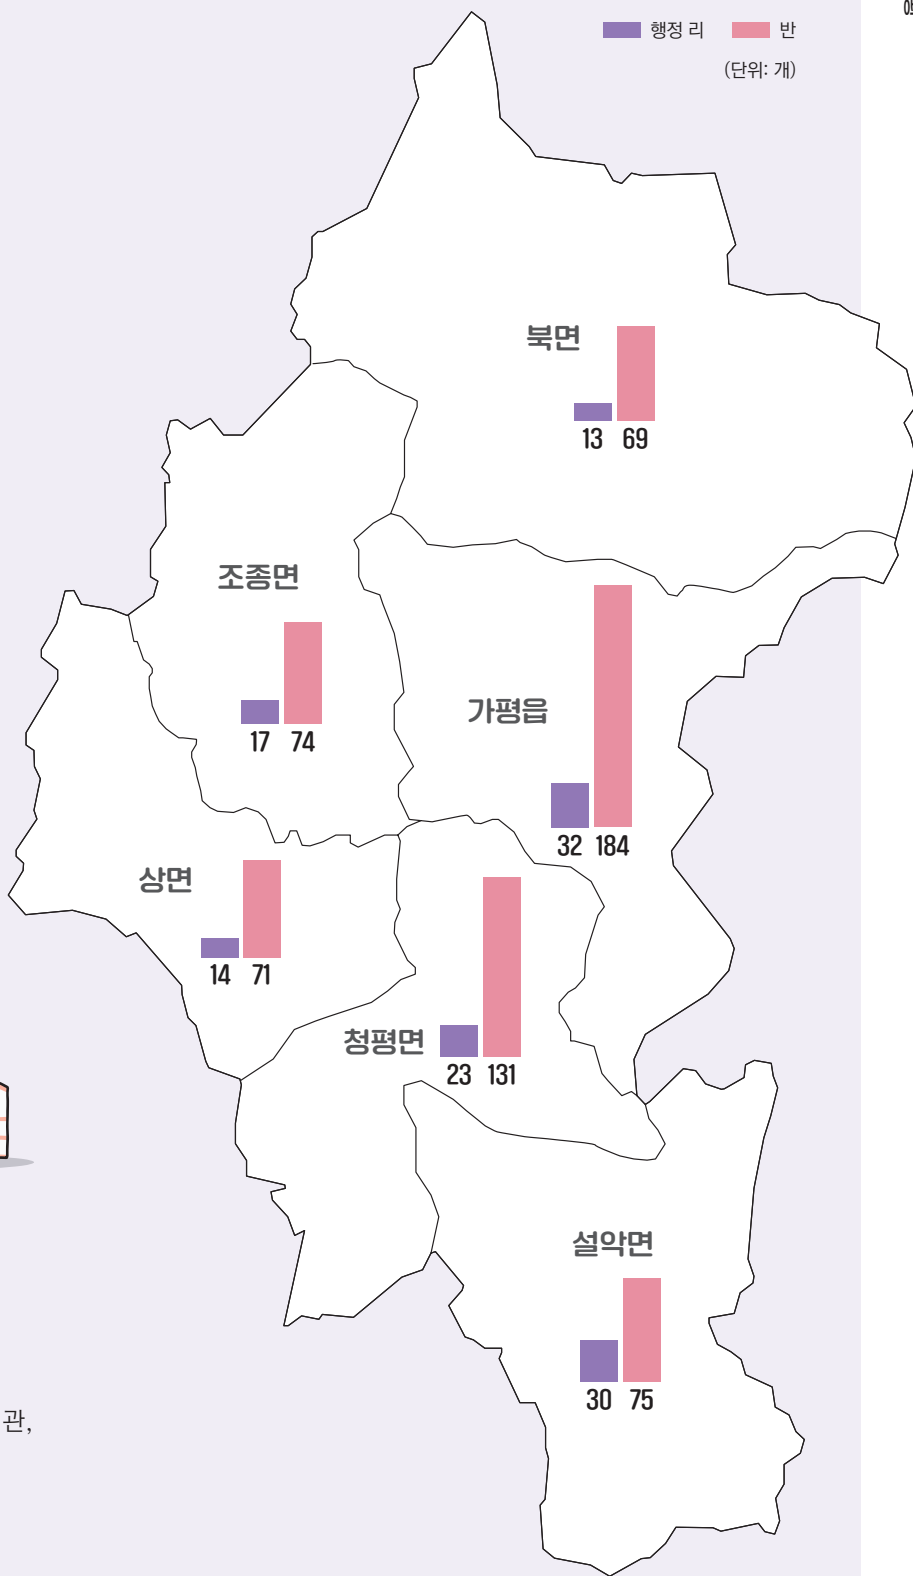 행정 리 반
(단위: 개)
북면
13 69
조종면
17 74
가평읍
32 184
상면
14 71
청평면
23 131
설악면
30 75
관,